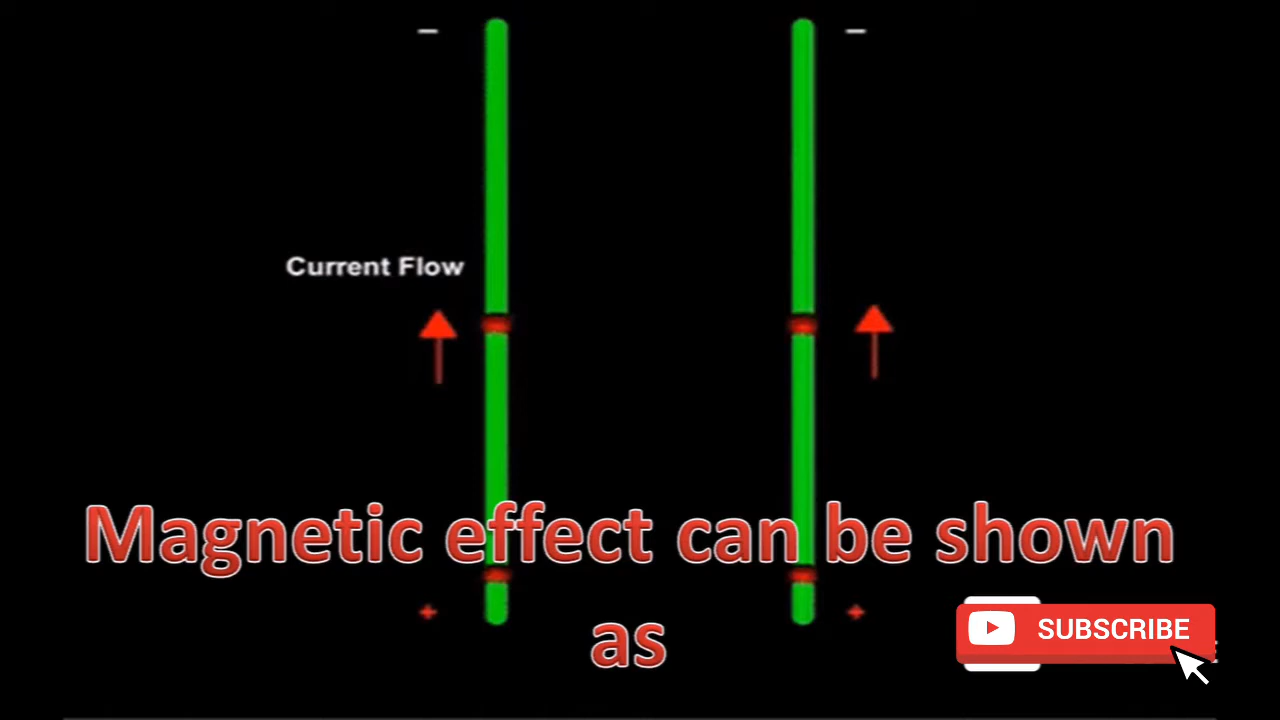 − −
Current Flow
Magnetic effect can be shown
+ +
as
SUBSCRIBE